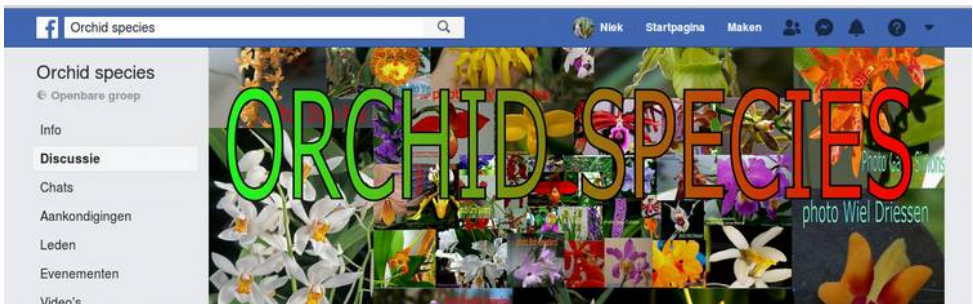 Orchid species
Niek
Startpagina
Maken
Orchid species
Openbare groep
Info
Discussie
Chats
Aankondigingen
Leden
Evenementen
Video's
ORCHID SPECIES
photo Wiel Driessen